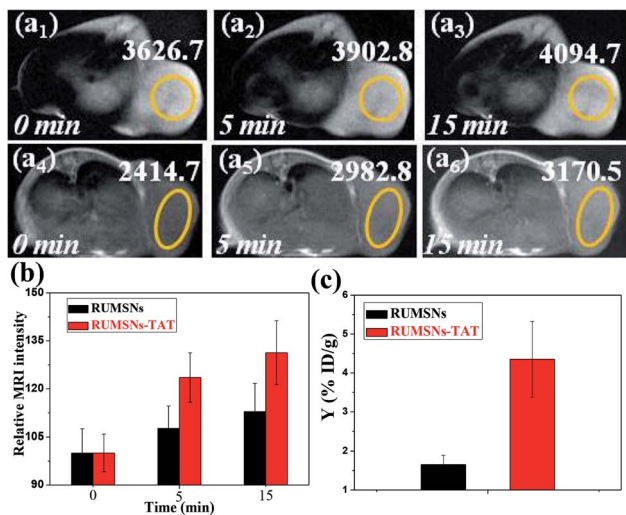 (a1) 3626.7 0 min
(a2) 3902.8 5 min
(a3) 4094.7 15 min
(a4) 2414.7 0 min
(a5) 2982.8 5 min
(a6) 3170.5 15 min
(b)
RUMSNs
RUMSNs-TAT
Relative MRI intensity
150
135
120
105
90
0 5 15
Time (min)
(c)
RUMSNs
RUMSNs-TAT
Y (% ID/g)
6
5
4
3
2
1